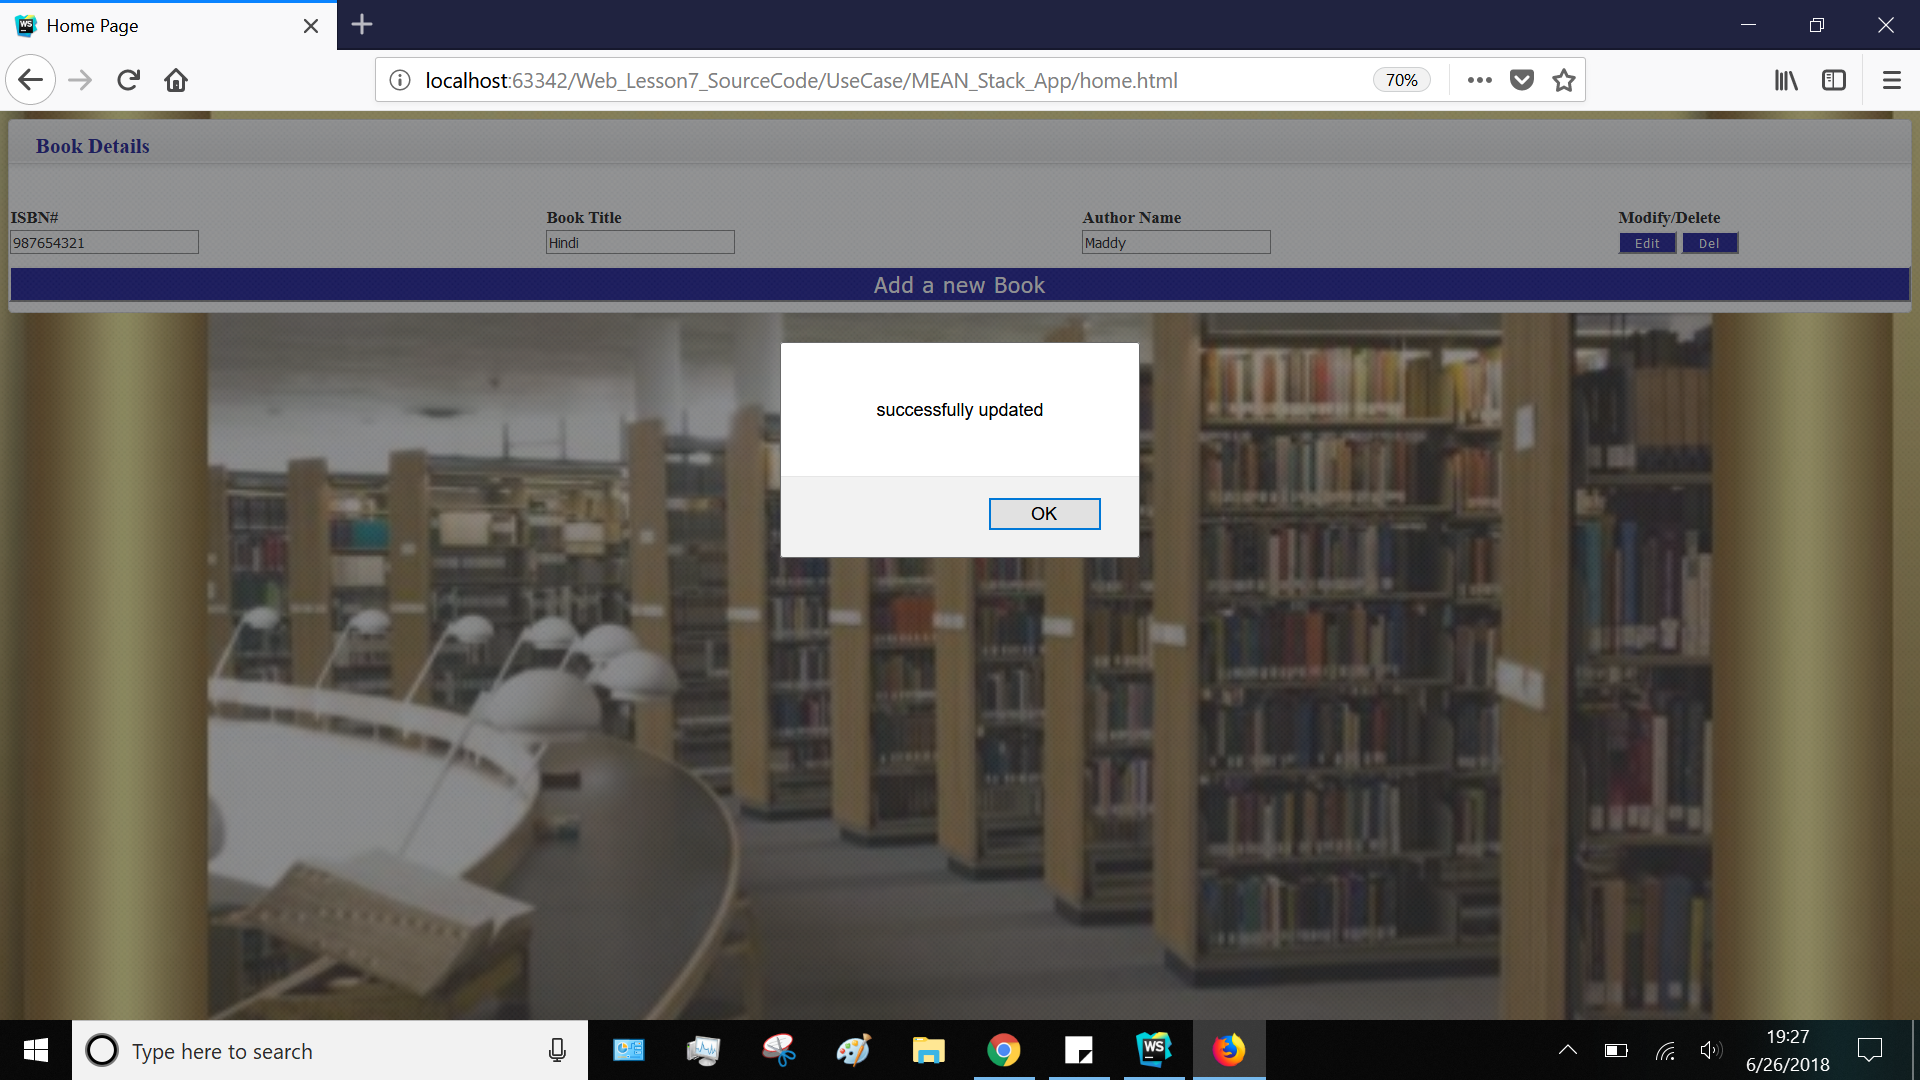 Home Page
localhost:63342/Web_Lesson7_SourceCode/UseCase/MEAN_Stack_App/home.html
70%
Book Details
ISBN# Book Title Author Name Modify/Delete
987654321 Hindi Maddy Edit Del
Add a new Book
successfully updated
OK
Type here to search
WS
19:27
6/26/2018